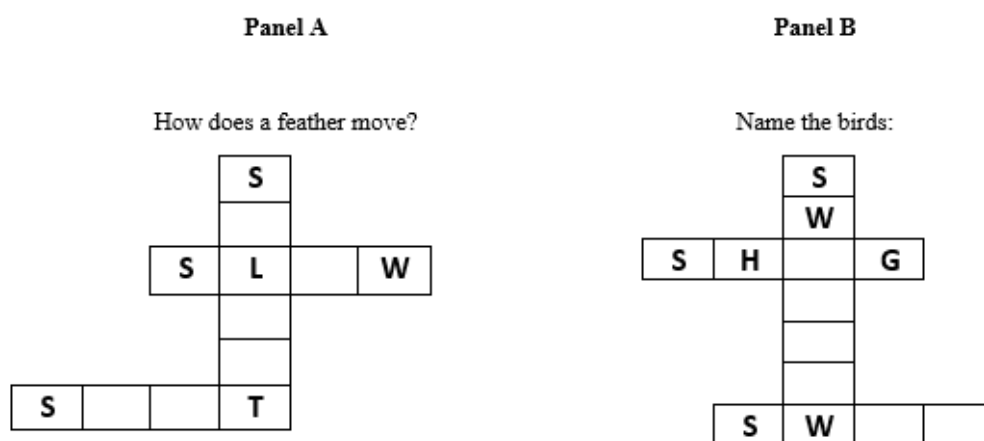 Panel A
Panel B
How does a feather move?
Name the birds:
S
S
W
S L W
S H G
S T
S W